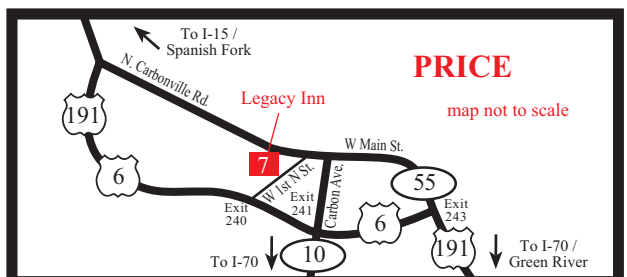 To I-15 /
Spanish Fork
N. Carbonville Rd.
PRICE
Legacy Inn
map not to scale
191
W Main St.
7
W 1st N St.
6
55
Exit
240
Exit
241
Carbon Ave.
6
Exit
243
To I-70
10
191
To I-70 /
Green River